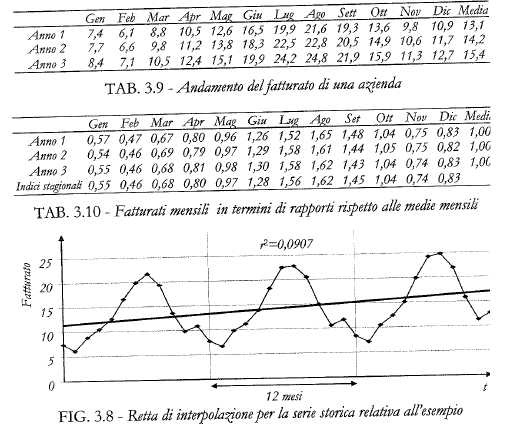 Gen Feb Mar Apr Mag Giu Lug Ago Sett Ott Nov Dic Media
Anno 1 7,4 6,1 8,8 10,5 12,6 16,5 19,9 21,6 19,3 13,6 9,8 10,9 13,1
Anno 2 7,7 6,6 9,8 11,2 13,8 18,3 22,5 22,8 20,5 14,9 10,6 11,7 14,2
Anno 3 8,4 7,1 10,5 12,4 15,1 19,9 24,2 24,8 21,9 15,9 11,3 12,7 15,4
TAB. 3.9 - Andamento del fatturato di una azienda
Gen Feb Mar Apr Mag Giu Lug Ago Sett Ott Nov Dic Media
Anno 1 0,57 0,47 0,67 0,80 0,96 1,26 1,52 1,65 1,48 1,04 0,75 0,83 1,00
Anno 2 0,54 0,46 0,69 0,79 0,97 1,29 1,58 1,61 1,44 1,05 0,75 0,82 1,00
Anno 3 0,55 0,46 0,68 0,81 0,98 1,30 1,58 1,62 1,43 1,04 0,74 0,83 1,00
Indici stagionali 0,55 0,46 0,68 0,80 0,97 1,28 1,56 1,62 1,45 1,04 0,74 0,83
TAB. 3.10 - Fatturati mensili in termini di rapporti rispetto alle medie mensili
r²=0,0907
Fatturato
25
20
15
10
5
0
12 mesi
t
FIG. 3.8 - Retta di interpolazione per la serie storica relativa all'esempio